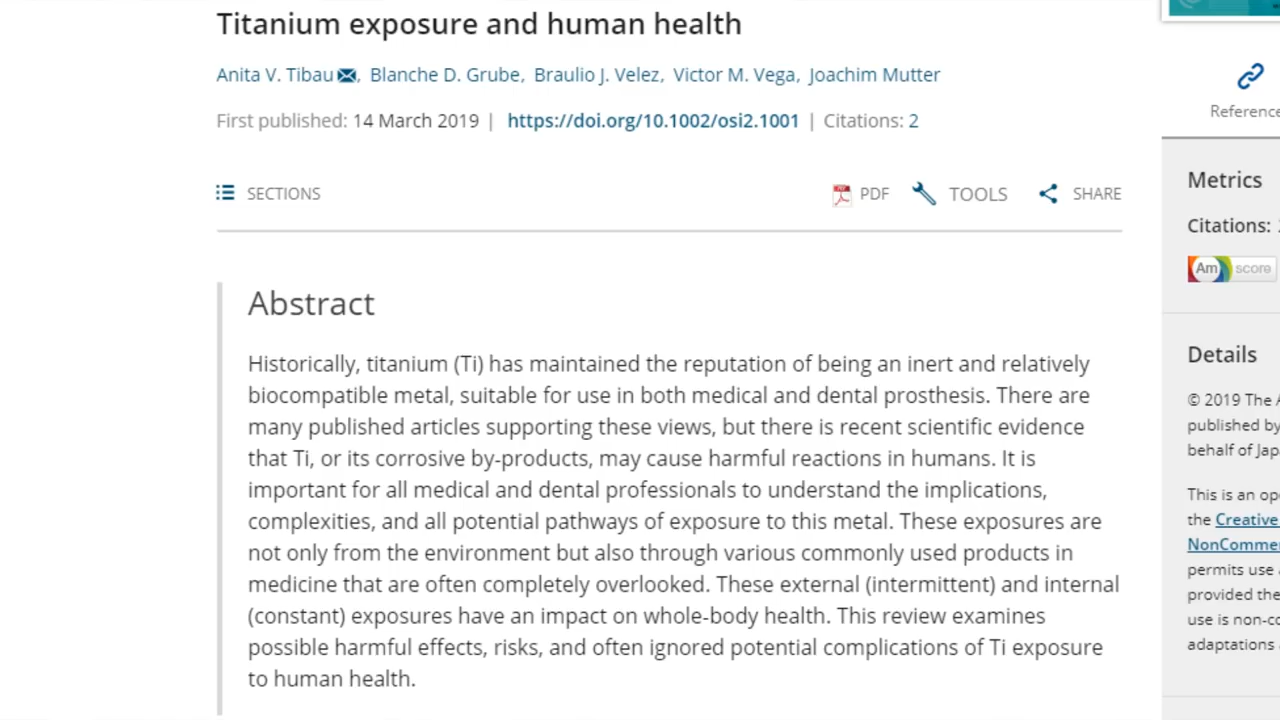 Titanium exposure and human health
Anita V. Tibau, Blanche D. Grube, Braulio J. Velez, Victor M. Vega, Joachim Mutter
First published: 14 March 2019 | https://doi.org/10.1002/osi2.1001 | Citations: 2
SECTIONS
PDF TOOLS SHARE
Abstract
Historically, titanium (Ti) has maintained the reputation of being an inert and relatively
biocompatible metal, suitable for use in both medical and dental prosthesis. There are
many published articles supporting these views, but there is recent scientific evidence
that Ti, or its corrosive by-products, may cause harmful reactions in humans. It is
important for all medical and dental professionals to understand the implications,
complexities, and all potential pathways of exposure to this metal. These exposures are
not only from the environment but also through various commonly used products in
medicine that are often completely overlooked. These external (intermittent) and internal
(constant) exposures have an impact on whole-body health. This review examines
possible harmful effects, risks, and often ignored potential complications of Ti exposure
to human health.
Reference
Metrics
Citations:
Am score
Details
© 2019 The
published by
behalf of Jap
This is an op
the Creative
NonCommer
permits use
provided the
use is non-co
adaptations